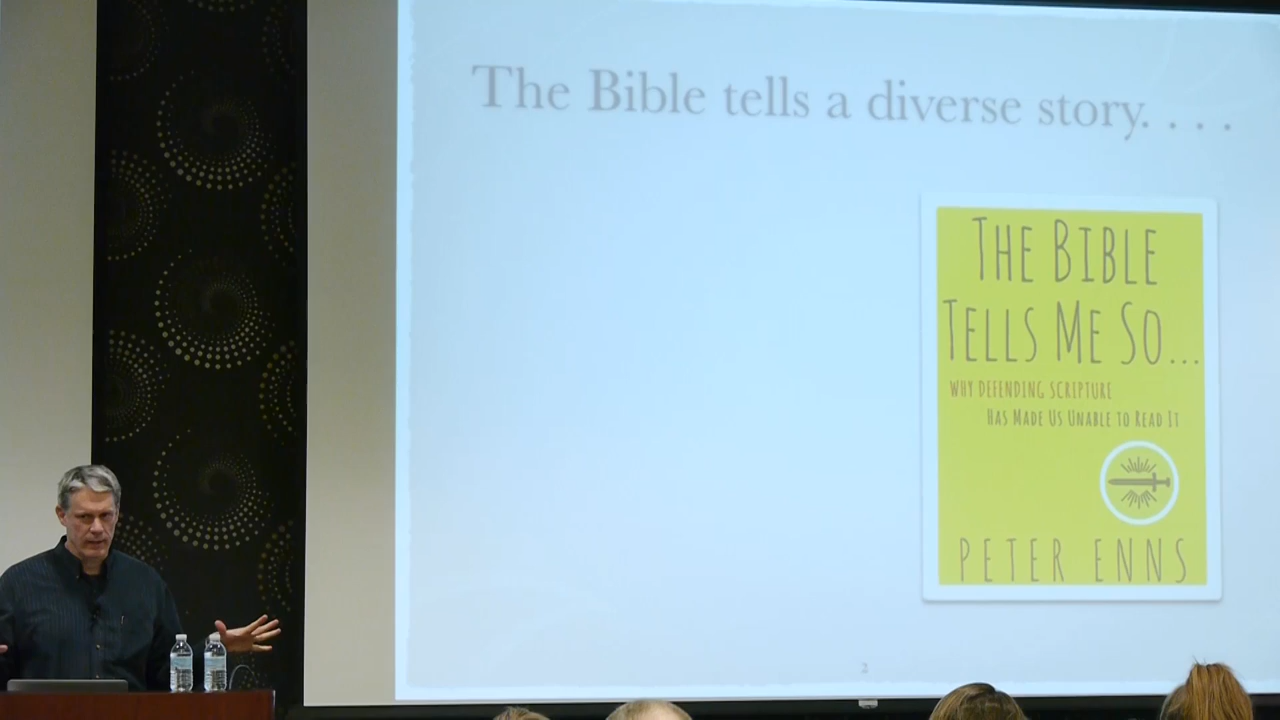 The Bible tells a diverse story. . . .
THE BIBLE
TELLS ME SO...
WHY DEFENDING SCRIPTURE
HAS MADE US UNABLE TO READ IT
PETER ENNS
2